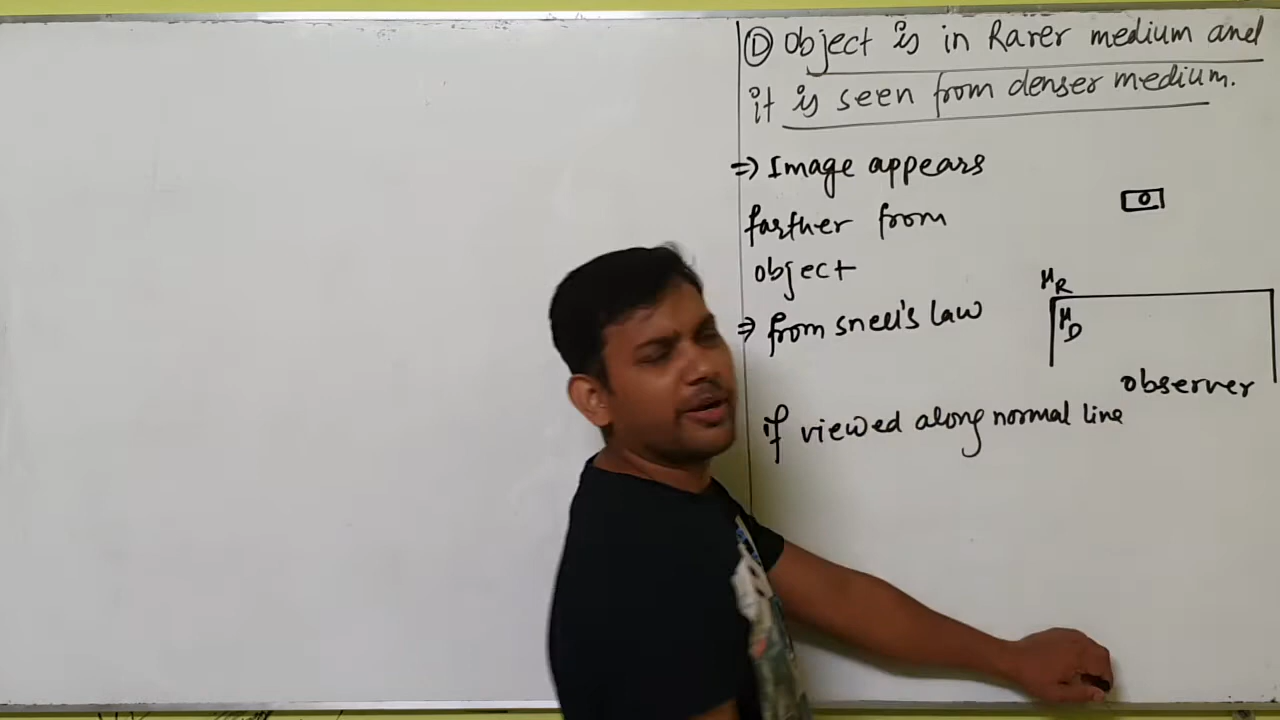 Ⓓ Object is in Rarer medium and
it is seen from denser medium.
⇒ Image appears
farther from
object
O
μR
⇒ from snell's law
μD
observer
if viewed along normal line